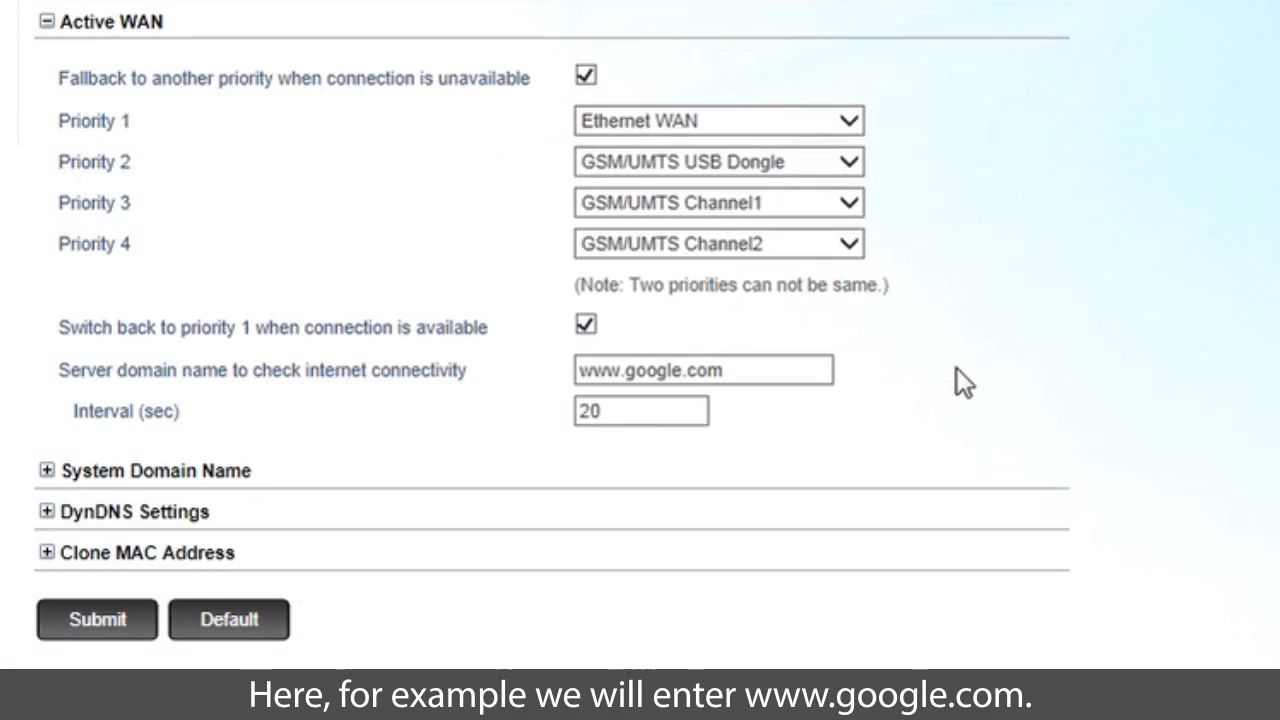 Active WAN
Fallback to another priority when connection is unavailable
Priority 1 Ethernet WAN
Priority 2 GSM/UMTS USB Dongle
Priority 3 GSM/UMTS Channel1
Priority 4 GSM/UMTS Channel2
(Note: Two priorities can not be same.)
Switch back to priority 1 when connection is available
Server domain name to check internet connectivity www.google.com
Interval (sec) 20
System Domain Name
DynDNS Settings
Clone MAC Address
Submit Default
Here, for example we will enter www.google.com.